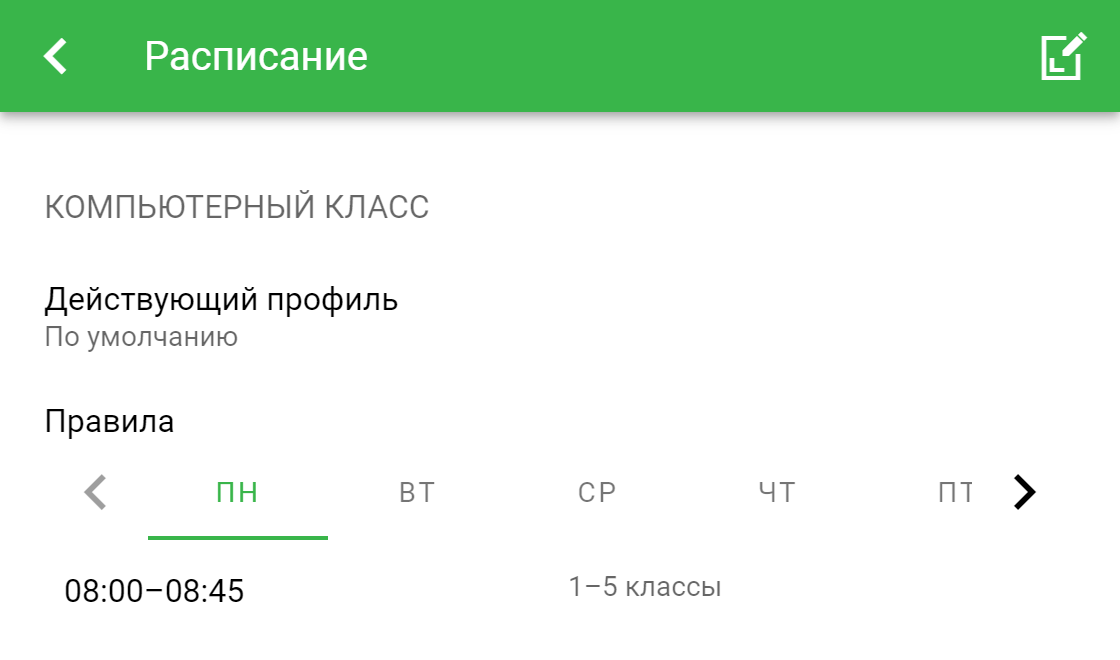 Расписание
КОМПЬЮТЕРНЫЙ КЛАСС
Действующий профиль
По умолчанию
Правила
ПН ВТ СР ЧТ ПТ
08:00–08:45 1–5 классы